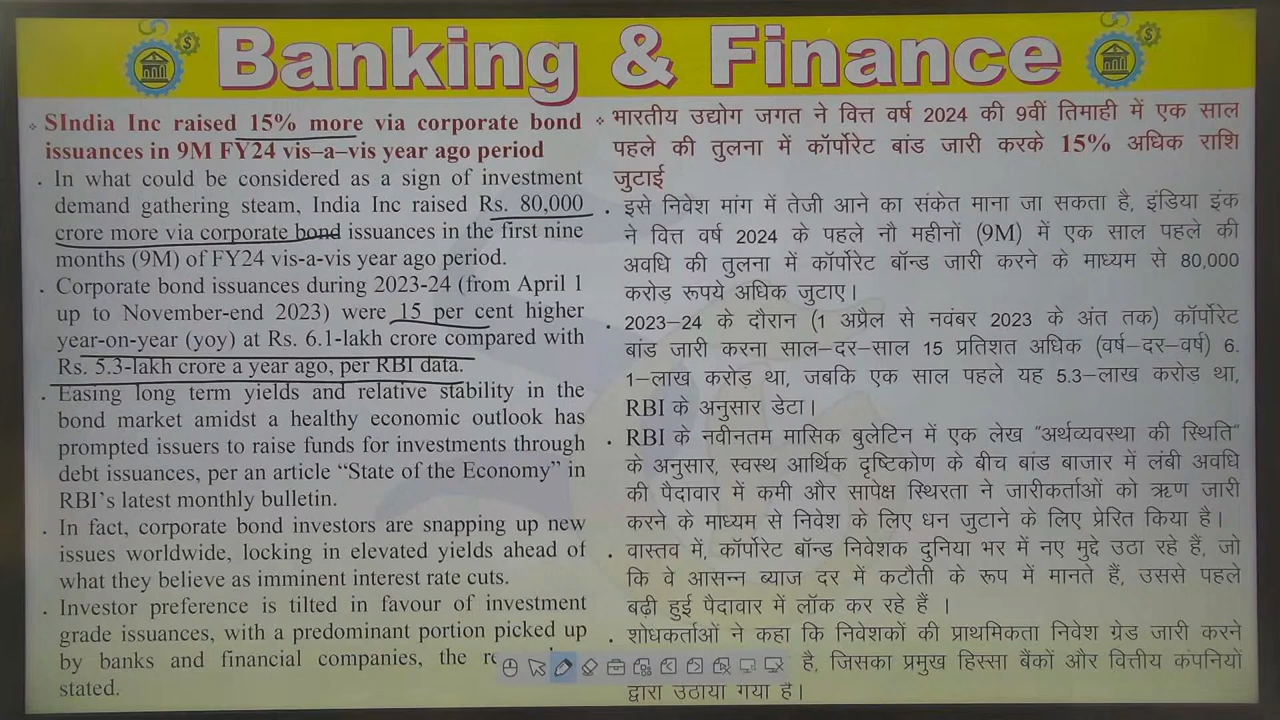 Banking & Finance
SIndia Inc raised 15% more via corporate bond
issuances in 9M FY24 vis–a–vis year ago period
In what could be considered as a sign of investment
demand gathering steam, India Inc raised Rs. 80,000
crore more via corporate bond issuances in the first nine
months (9M) of FY24 vis-a-vis year ago period.
Corporate bond issuances during 2023-24 (from April 1
up to November-end 2023) were 15 per cent higher
year-on-year (yoy) at Rs. 6.1-lakh crore compared with
Rs. 5.3-lakh crore a year ago, per RBI data.
Easing long term yields and relative stability in the
bond market amidst a healthy economic outlook has
prompted issuers to raise funds for investments through
debt issuances, per an article “State of the Economy” in
RBI’s latest monthly bulletin.
In fact, corporate bond investors are snapping up new
issues worldwide, locking in elevated yields ahead of
what they believe as imminent interest rate cuts.
Investor preference is tilted in favour of investment
grade issuances, with a predominant portion picked up
by banks and financial companies, the
stated.
भारतीय उद्योग जगत ने वित्त वर्ष 2024 की 9वीं तिमाही में एक साल
पहले की तुलना में कॉर्पोरेट बांड जारी करके 15% अधिक राशि
जुटाई
इसे निवेश मांग में तेजी आने का संकेत माना जा सकता है, इंडिया इंक
ने वित्त वर्ष 2024 के पहले नौ महीनों (9M) में एक साल पहले की
अवधि की तुलना में कॉर्पोरेट बॉन्ड जारी करने के माध्यम से 80,000
करोड़ रूपये अधिक जुटाए।
2023–24 के दौरान (1 अप्रैल से नवंबर 2023 के अंत तक) कॉर्पोरेट
बांड जारी करना साल–दर–साल 15 प्रतिशत अधिक (वर्ष–दर–वर्ष) 6.
1–लाख करोड़ था, जबकि एक साल पहले यह 5.3–लाख करोड था,
RBI के अनुसार डेटा।
RBI के नवीनतम मासिक बुलेटिन में एक लेख “अर्थव्यवस्था की स्थिति”
के अनुसार, स्वस्थ आर्थिक दृष्टिकोण के बीच बांड बाजार में लंबी अवधि
की पैदावार में कमी और सापेक्ष स्थिरता ने जारीकर्ताओं को ऋण जारी
करने के माध्यम से निवेश के लिए धन जुटाने के लिए प्रेरित किया है।
वास्तव में, कॉर्पोरेट बॉन्ड निवेशक दुनिया भर में नए मुद्दे उठा रहे हैं, जो
कि वे आसन्न ब्याज दर में कटौती के रूप में मानते हैं, उससे पहले
बढ़ी हुई पैदावार में लॉक कर रहे हैं ।
शोधकर्ताओं ने कहा कि निवेशकों की प्राथमिकता निवेश ग्रेड जारी करने
है, जिसका प्रमुख हिस्सा बैंकों और वित्तीय कंपनियों
द्वारा उठाया गया है।